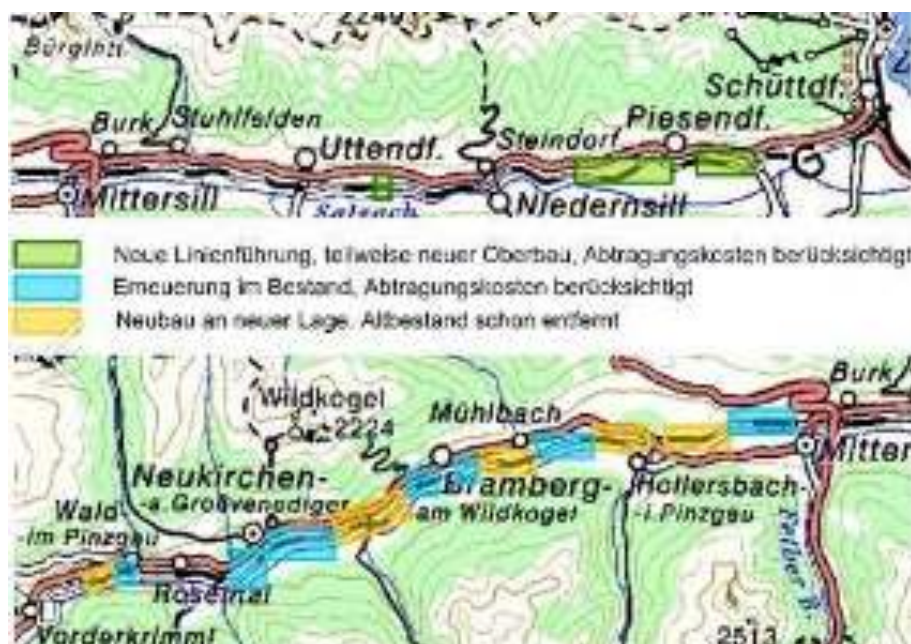 2240
Bürglhtt.
Schüttdf.
Burk Stuhlfelden
Piesendf.
Uttendf.
Steindorf
Mittersill
Salzach
Niedernsill
Neue Linienführung, teilweise neuer Oberbau, Abtragungskosten berücksichtigt
Erneuerung im Bestand, Abtragungskosten berücksichtigt
Neubau an neuer Lage, Altbestand schon entfernt
Burk
Wildkogel
2224
Mühlbach
Mitter
Neukirchen-
-a. Großvenediger
Bramberg-
-am Wildkogel
Hollersbach-
-i. Pinzgau
Wald
-im Pinzgau
Felber B.
Rosental
Vorderkrimml
2513